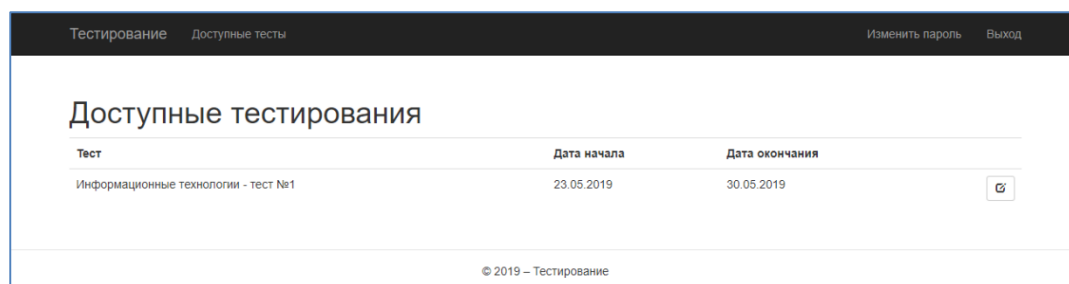 Тестирование Доступные тесты Изменить пароль Выход
Доступные тестирования
Тест Дата начала Дата окончания
Информационные технологии - тест №1 23.05.2019 30.05.2019
© 2019 – Тестирование